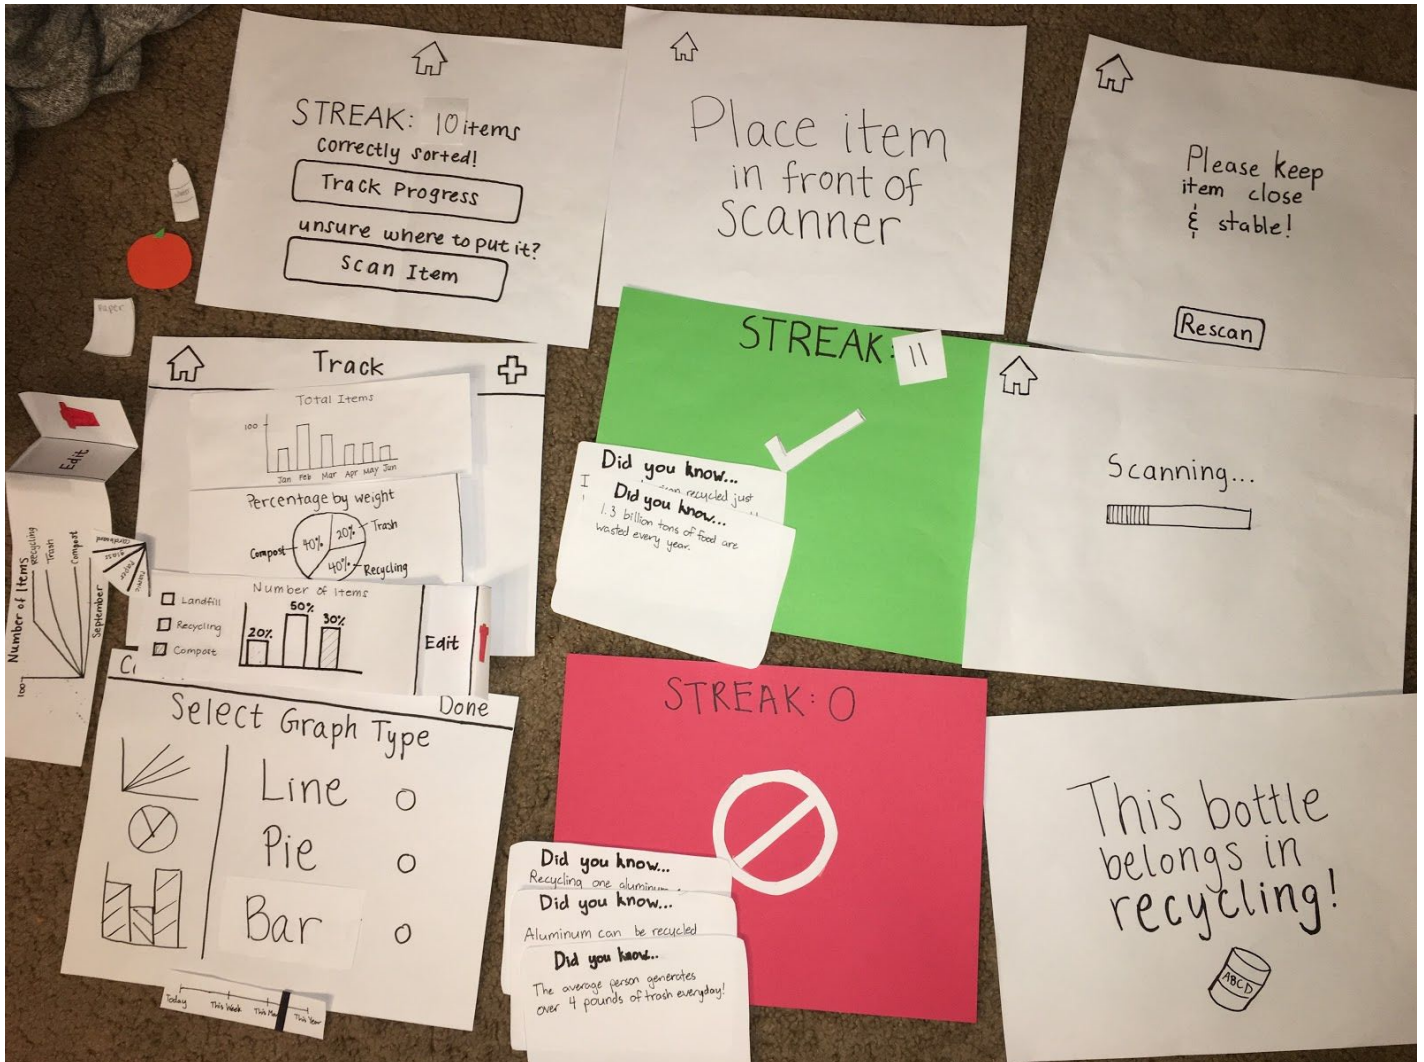 STREAK: 10 items
correctly sorted!
Track Progress
unsure where to put it?
Scan Item
Place item
in front of
scanner
Please keep
item close
& stable!
Rescan
Paper
Track
Total Items
100
Jan Feb Mar Apr May Jun
Percentage by weight
20% Trash
Compost 40%
40% Recycling
Number of Items
Landfill
Recycling
Compost
20% 50% 30%
Edit
Edit
Number of Items
Recycling
Trash
Compost
September
100
Paper
STREAK: 11
Did you know...
I
recycled just
Did you know...
1.3 billion tons of food are
wasted every year.
Scanning...
Done
Select Graph Type
Line
Pie
Bar
Today This Week This Year
STREAK: 0
Did you know...
Recycling one aluminum
Did you know...
Aluminum can be recycled
Did you know...
The average person generates
over 4 pounds of trash everyday!
This bottle
belongs in
recycling!
ABCD